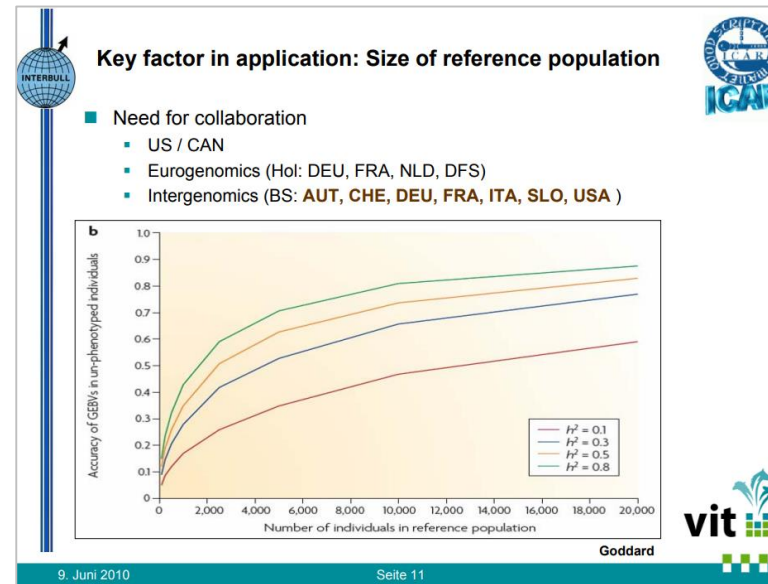 Key factor in application: Size of reference population
INTERBULL
ICAR
Need for collaboration
US / CAN
Eurogenomics (Hol: DEU, FRA, NLD, DFS)
Intergenomics (BS: AUT, CHE, DEU, FRA, ITA, SLO, USA )
b
Accuracy of GEBVs in un-phenotyped individuals
1.0
0.9
0.8
0.7
0.6
0.5
0.4
0.3
0.2
0.1
0
0 2,000 4,000 6,000 8,000 10,000 12,000 14,000 16,000 18,000 20,000
Number of individuals in reference population
h² = 0.1
h² = 0.3
h² = 0.5
h² = 0.8
Goddard
vit
9. Juni 2010 Seite 11